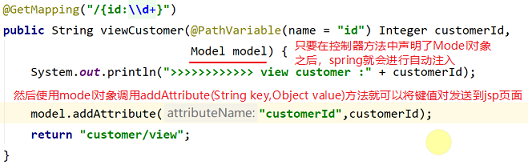 @GetMapping("/{id:\\d+}")
public String viewCustomer(@PathVariable(name = "id") Integer customerId,
Model model) { 只要在控制器方法中声明了Model对象
之后，spring就会进行自动注入
System.out.println(">>>>>>>>>>>> view customer :" + customerId);
然后使用model对象调用addAttribute(String key,Object value)方法就可以将键值对发送到jsp页面
model.addAttribute( attributeName: "customerId",customerId);
return "customer/view";
}